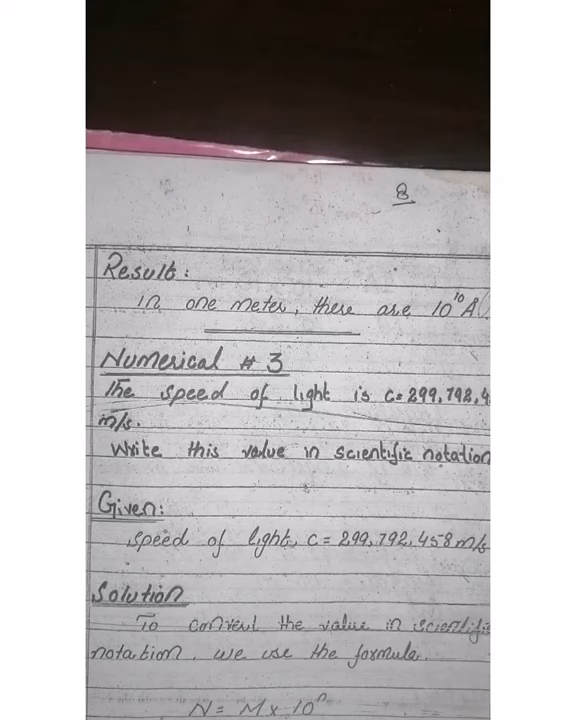 8
Result:
in one meter, there are 10¹⁰ Å
Numerical # 3
The speed of light is c= 299,792,4
m/s.
Write this value in scientific notation
Given:
speed of light, c = 299,792,458 m/s
Solution
To convert the value in scientific
notation. we use the formula.
N = M x 10ⁿ